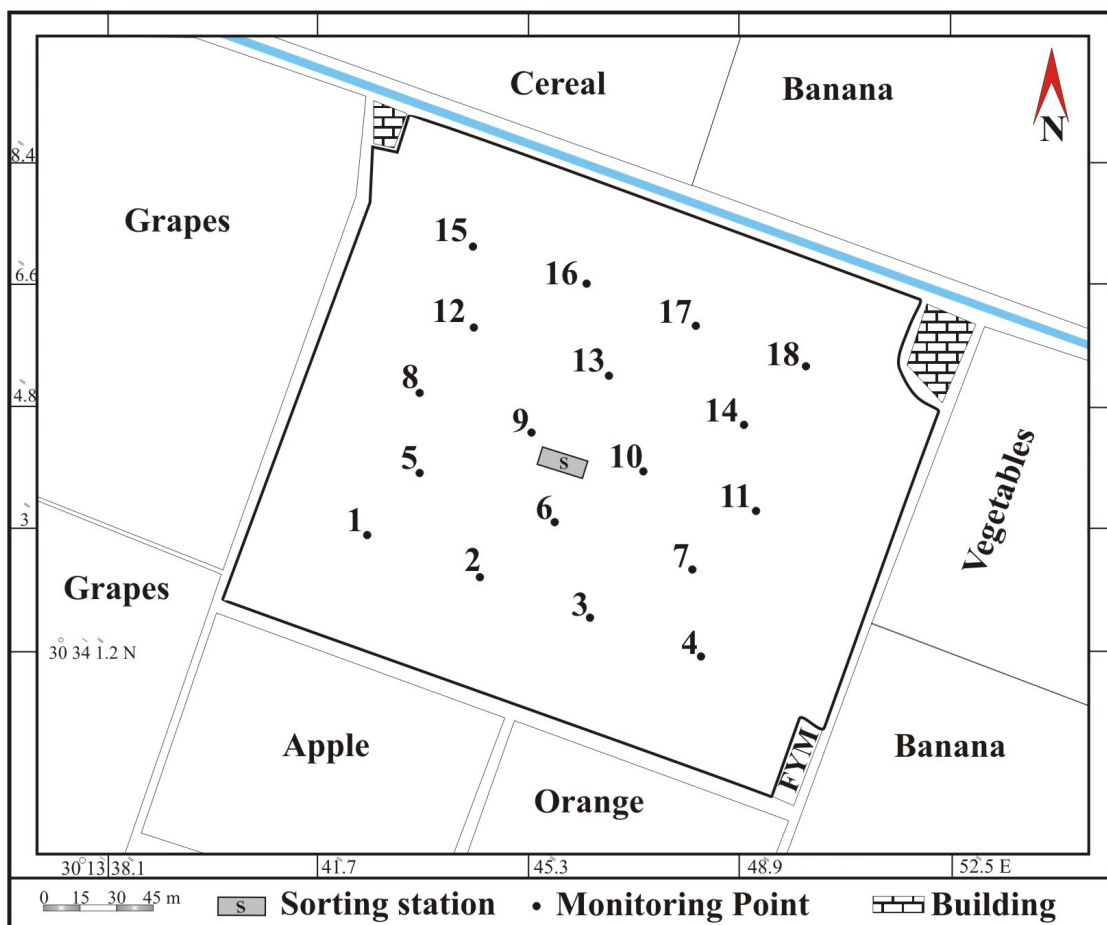 Cereal
Banana
N
8.4〃
Grapes
15
16
6.6〃
12
17
13
18
8
4.8〃
14
9
S
10
5
Vegetables
11
6
1
3〃
7
2
Grapes
3
4
30° 34′ 1.2″ N
Apple
FYM
Banana
Orange
30° 13′ 38.1″
41.7″
45.3″
48.9″
52.5″ E
0 15 30 45 m
S Sorting station
Monitoring Point
Building